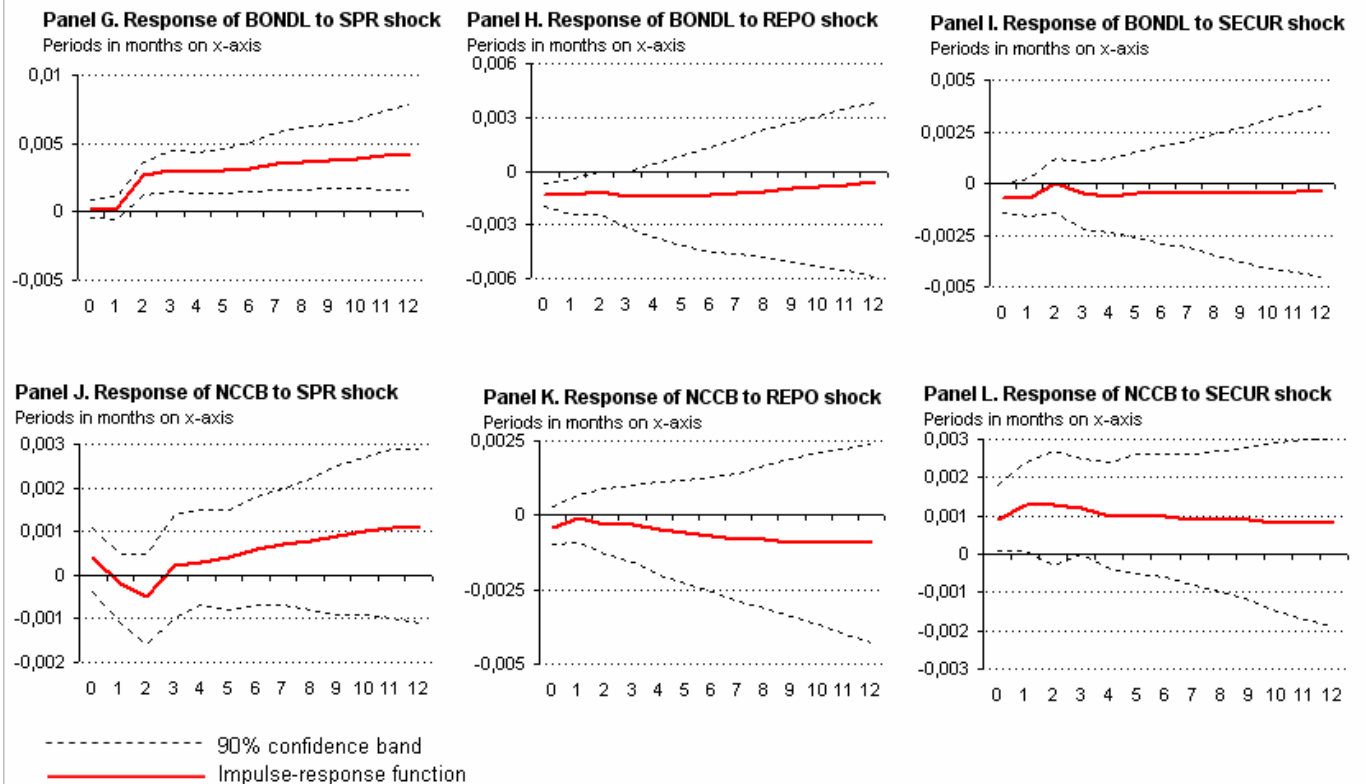 Panel G. Response of BONDL to SPR shock
Periods in months on x-axis
0,01
0,005
0
-0,005
0 1 2 3 4 5 6 7 8 9 10 11 12
Panel H. Response of BONDL to REPO shock
Periods in months on x-axis
0,006
0,003
0
-0,003
-0,006
0 1 2 3 4 5 6 7 8 9 10 11 12
Panel I. Response of BONDL to SECUR shock
Periods in months on x-axis
0,005
0,0025
0
-0,0025
-0,005
0 1 2 3 4 5 6 7 8 9 10 11 12
Panel J. Response of NCCB to SPR shock
Periods in months on x-axis
0,003
0,002
0,001
0
-0,001
-0,002
0 1 2 3 4 5 6 7 8 9 10 11 12
Panel K. Response of NCCB to REPO shock
Periods in months on x-axis
0,0025
0
-0,0025
-0,005
0 1 2 3 4 5 6 7 8 9 10 11 12
Panel L. Response of NCCB to SECUR shock
Periods in months on x-axis
0,003
0,002
0,001
0
-0,001
-0,002
-0,003
0 1 2 3 4 5 6 7 8 9 10 11 12
90% confidence band
Impulse-response function